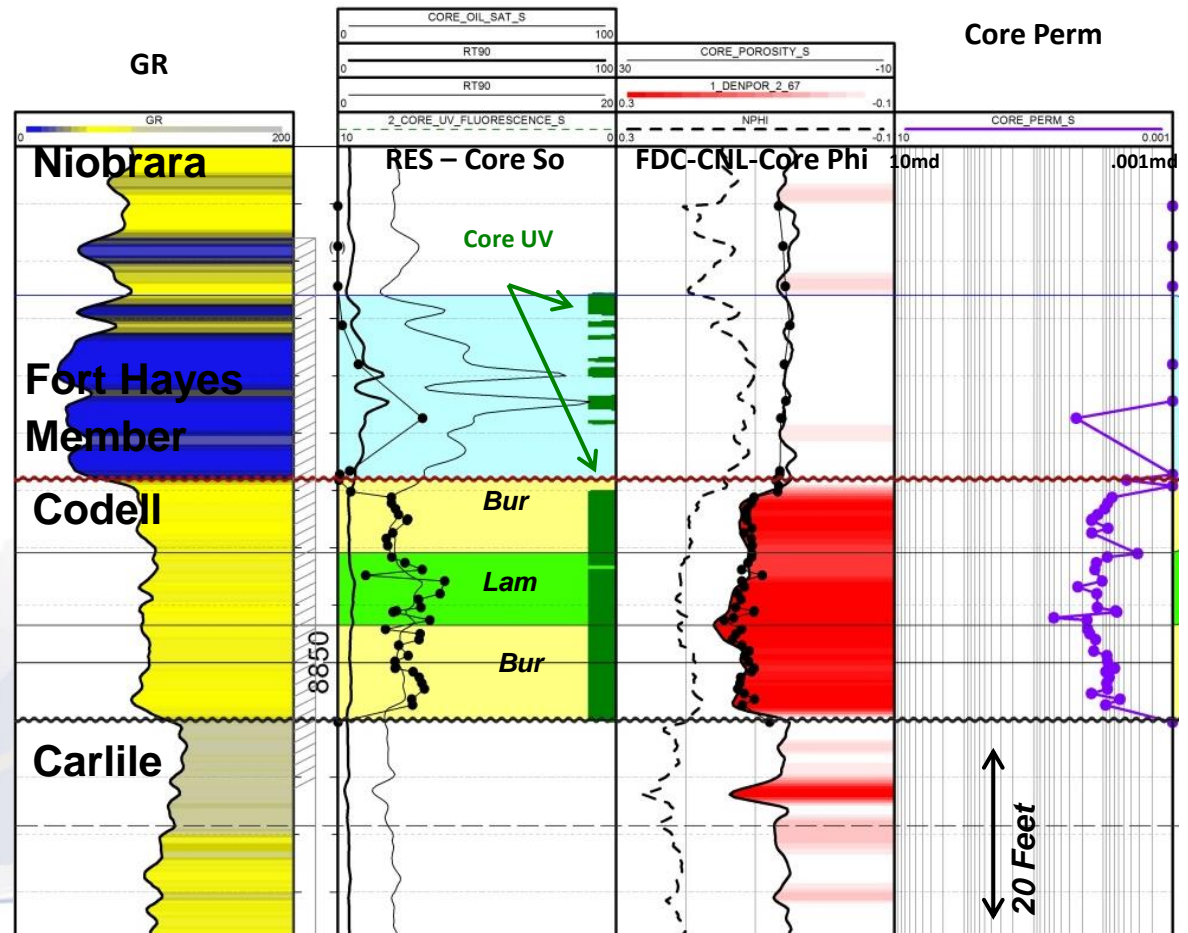 CORE_OIL_SAT_S
0 100
RT90
0 100
RT90
0 20
2_CORE_UV_FLUORESCENCE_S
10 0
GR
GR
0 200
CORE_POROSITY_S
30 -10
1_DENPOR_2_67
0.3 -0.1
NPHI
0.3 -0.1
Core Perm
CORE_PERM_S
10 0.001
Niobrara
RES – Core So
FDC-CNL-Core Phi
10md .001md
Core UV
Fort Hayes
Member
Codell
Bur
Lam
Bur
8850
Carlile
20 Feet